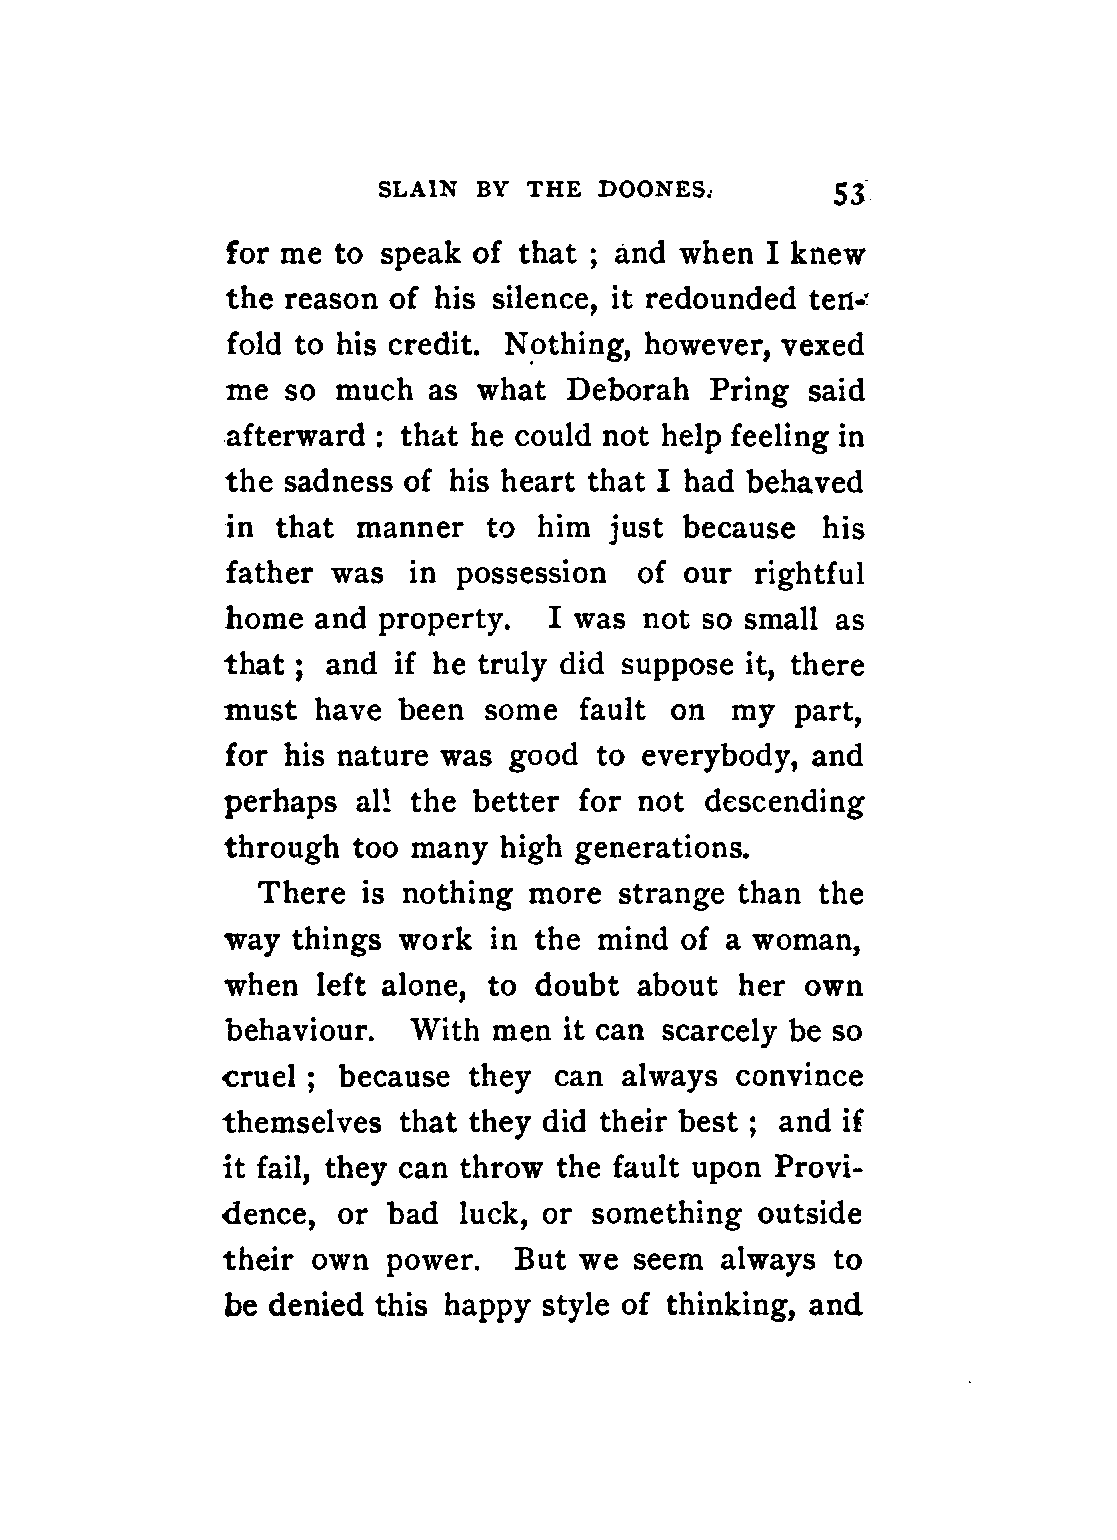 SLAIN BY THE DOONES. 53
for me to speak of that ; and when I knew
the reason of his silence, it redounded ten-
fold to his credit. Nothing, however, vexed
me so much as what Deborah Pring said
afterward : that he could not help feeling in
the sadness of his heart that I had behaved
in that manner to him just because his
father was in possession of our rightful
home and property. I was not so small as
that ; and if he truly did suppose it, there
must have been some fault on my part,
for his nature was good to everybody, and
perhaps all the better for not descending
through too many high generations.
There is nothing more strange than the
way things work in the mind of a woman,
when left alone, to doubt about her own
behaviour. With men it can scarcely be so
cruel ; because they can always convince
themselves that they did their best ; and if
it fail, they can throw the fault upon Provi-
dence, or bad luck, or something outside
their own power. But we seem always to
be denied this happy style of thinking, and